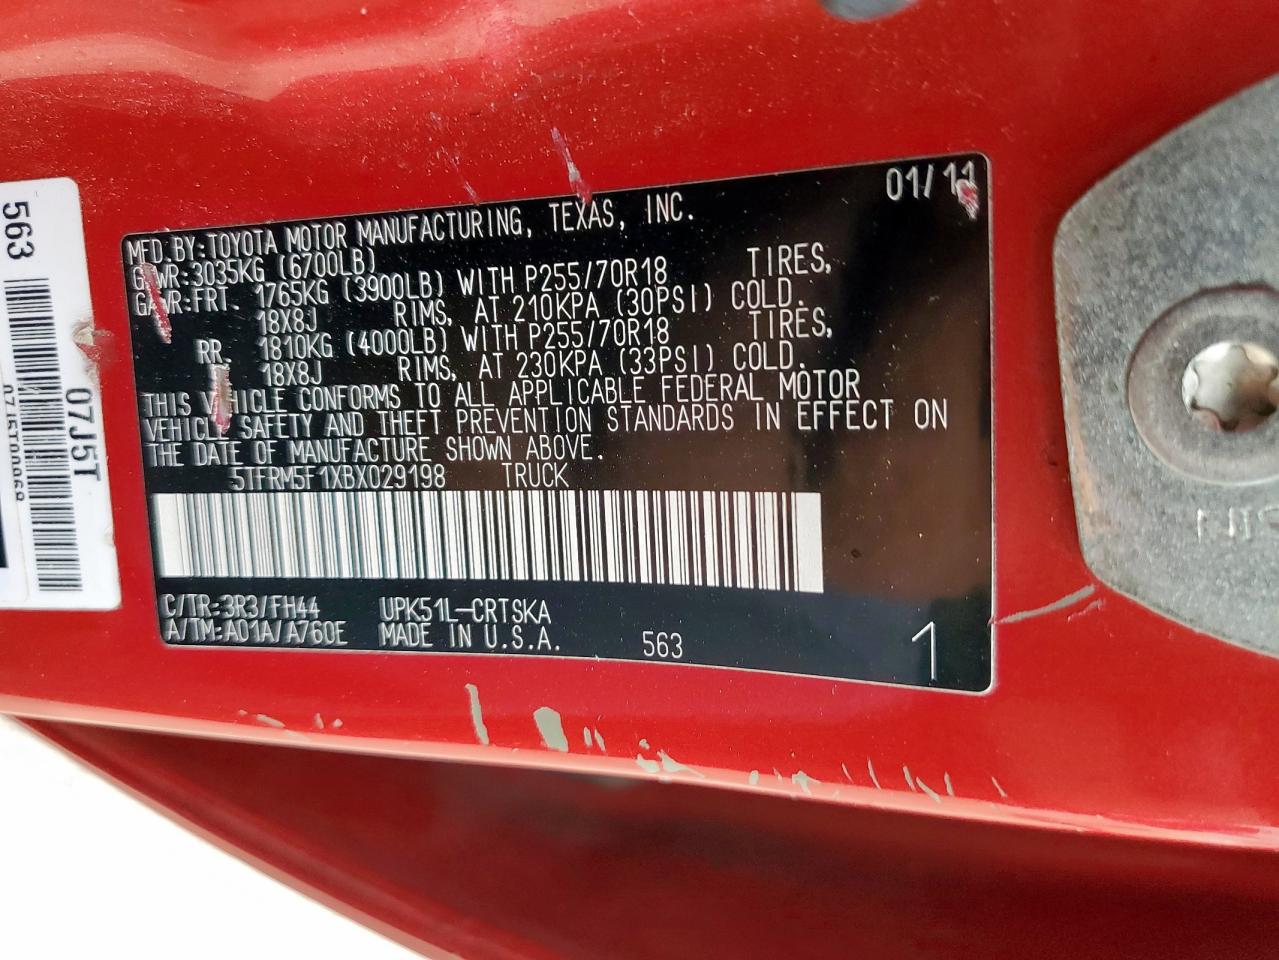 01/11
MFD.BY:TOYOTA MOTOR MANUFACTURING, TEXAS, INC.
GVWR:3035KG (6700LB)
GAWR:FRT. 1765KG (3900LB) WITH P255/70R18 TIRES,
18X8J RIMS, AT 210KPA (30PSI) COLD.
RR. 1810KG (4000LB) WITH P255/70R18 TIRES,
18X8J RIMS, AT 230KPA (33PSI) COLD.
THIS VEHICLE CONFORMS TO ALL APPLICABLE FEDERAL MOTOR
VEHICLE SAFETY AND THEFT PREVENTION STANDARDS IN EFFECT ON
THE DATE OF MANUFACTURE SHOWN ABOVE.
5TFRM5F1XBX029198 TRUCK
C/TR:3R3/FH44 UPK51L-CRTSKA
A/TM:A01A/A760E MADE IN U.S.A. 563 1
563
07J5T